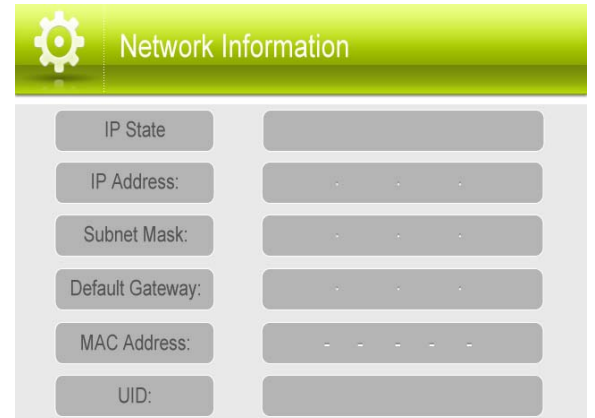 Network Information
IP State
IP Address: . . .
Subnet Mask: . . .
Default Gateway: . . .
MAC Address: - - - - -
UID: